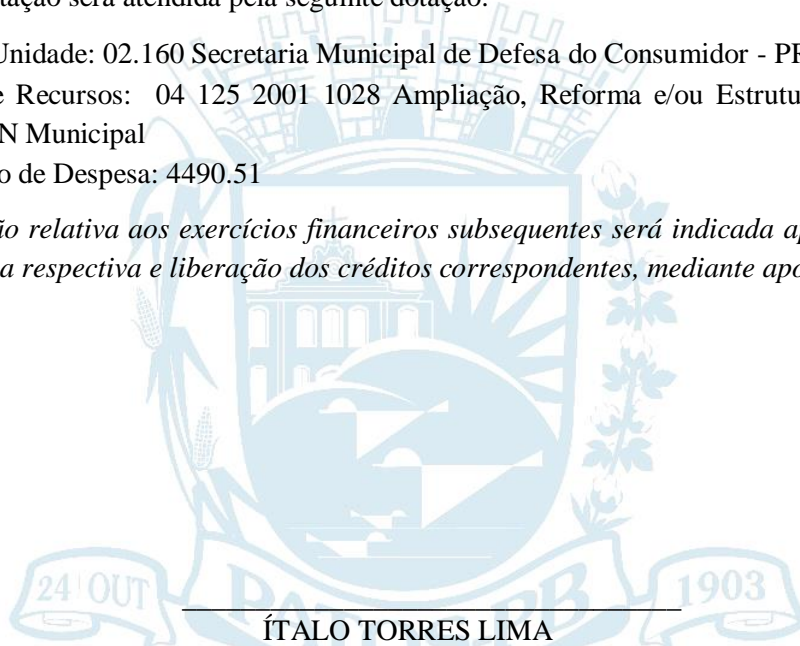 tação será atendida pela seguinte dotação:
Unidade: 02.160 Secretaria Municipal de Defesa do Consumidor - PR
e Recursos: 04 125 2001 1028 Ampliação, Reforma e/ou Estrutu
N Municipal
o de Despesa: 4490.51
ão relativa aos exercícios financeiros subsequentes será indicada ap
a respectiva e liberação dos créditos correspondentes, mediante apo
24 OUT
PB
1903
ÍTALO TORRES LIMA